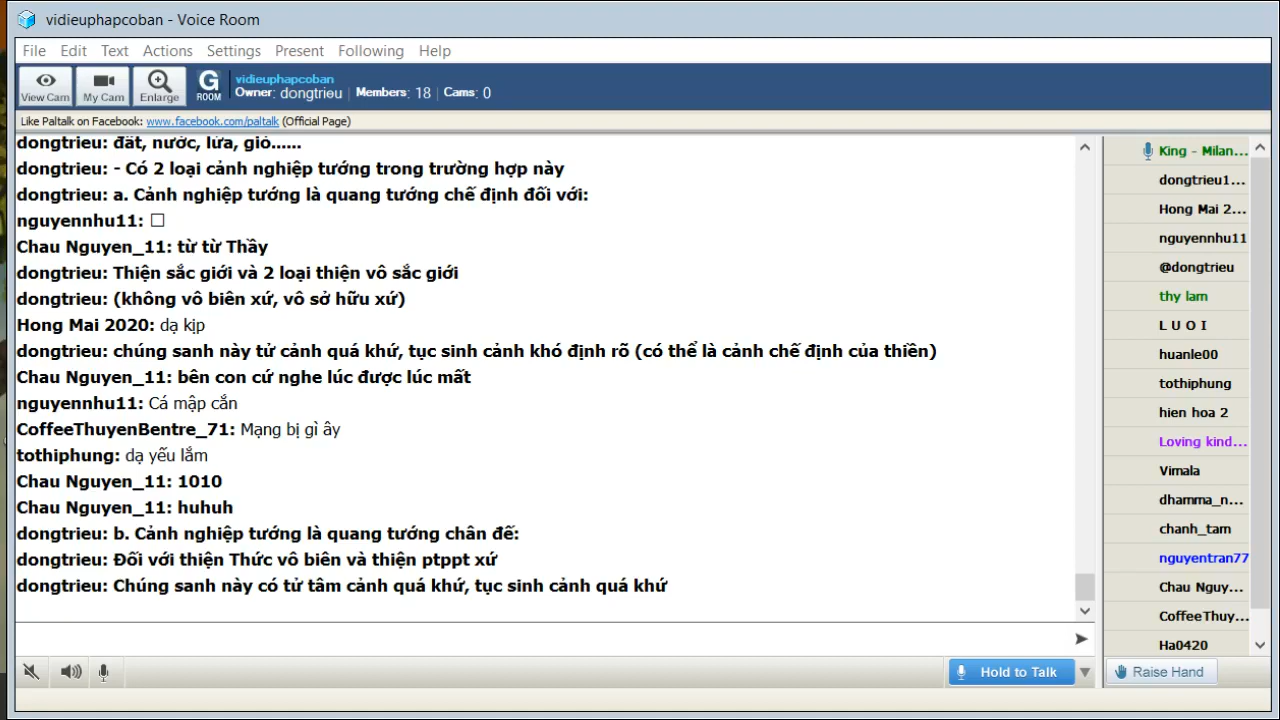 vidieuphapcoban - Voice Room
File Edit Text Actions Settings Present Following Help
View Cam My Cam Enlarge G ROOM vidieuphapcoban
Owner: dongtrieu | Members: 18 | Cams: 0
Like Paltalk on Facebook: www.facebook.com/paltalk (Official Page)
dongtrieu: đất, nước, lửa, gió......
dongtrieu: - Có 2 loại cảnh nghiệp tướng trong trường hợp này
dongtrieu: a. Cảnh nghiệp tướng là quang tướng chế định đối với:
nguyennhu11: □
Chau Nguyen_11: từ từ Thầy
dongtrieu: Thiện sắc giới và 2 loại thiện vô sắc giới
dongtrieu: (không vô biên xứ, vô sở hữu xứ)
Hong Mai 2020: dạ kịp
dongtrieu: chúng sanh này tử cảnh quá khứ, tục sinh cảnh khó định rõ (có thể là cảnh chế định của thiền)
Chau Nguyen_11: bên con cứ nghe lúc được lúc mất
nguyennhu11: Cá mập cắn
CoffeeThuyenBentre_71: Mạng bị gì ây
tothiphung: dạ yếu lắm
Chau Nguyen_11: 1010
Chau Nguyen_11: huhuh
dongtrieu: b. Cảnh nghiệp tướng là quang tướng chân đế:
dongtrieu: Đối với thiện Thức vô biên và thiện ptppt xứ
dongtrieu: Chúng sanh này có tử tâm cảnh quá khứ, tục sinh cảnh quá khứ
King - Milan...
dongtrieu1...
Hong Mai 2...
nguyennhu11
@dongtrieu
thy lam
L U O I
huanle00
tothiphung
hien hoa 2
Loving kind...
Vimala
dhamma_n...
chanh_tam
nguyentran77
Chau Nguy...
CoffeeThuy...
Ha0420
Hold to Talk
Raise Hand